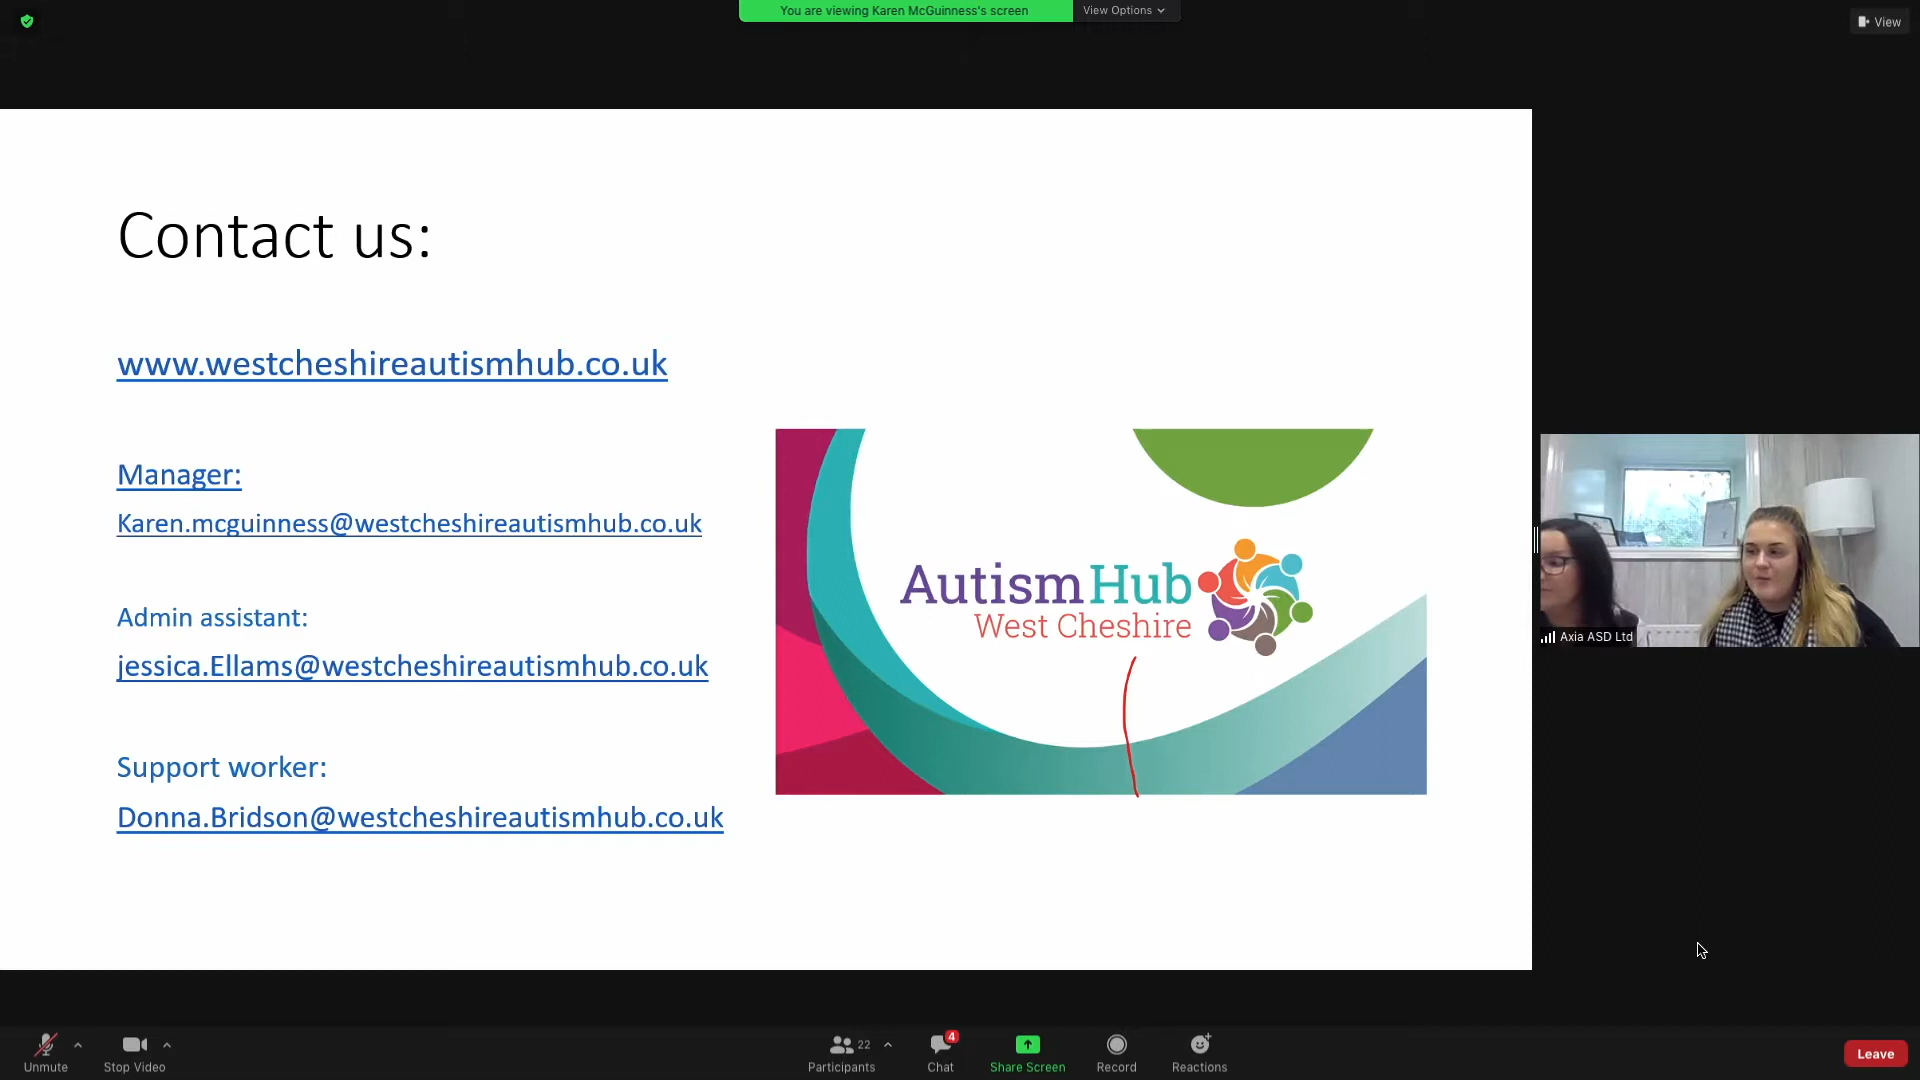 You are viewing Karen McGuinness's screen
View Options
View
Contact us:
www.westcheshireautismhub.co.uk
Manager:
Karen.mcguinness@westcheshireautismhub.co.uk
Admin assistant:
jessica.Ellams@westcheshireautismhub.co.uk
Support worker:
Donna.Bridson@westcheshireautismhub.co.uk
Autism Hub
West Cheshire
Axia ASD Ltd
Unmute
Stop Video
22
Participants
4
Chat
Share Screen
Record
Reactions
Leave